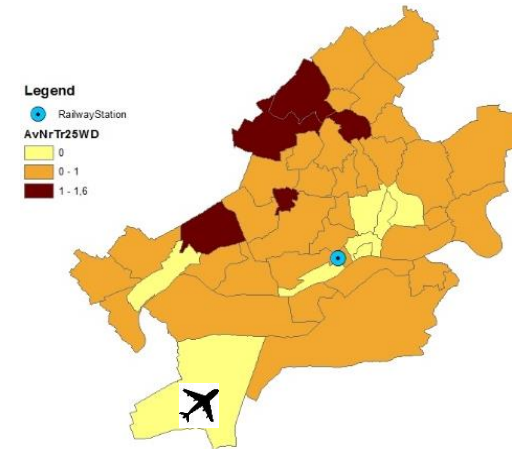 Legend
RailwayStation
AvNrTr25WD
0
0 - 1
1 - 1,6